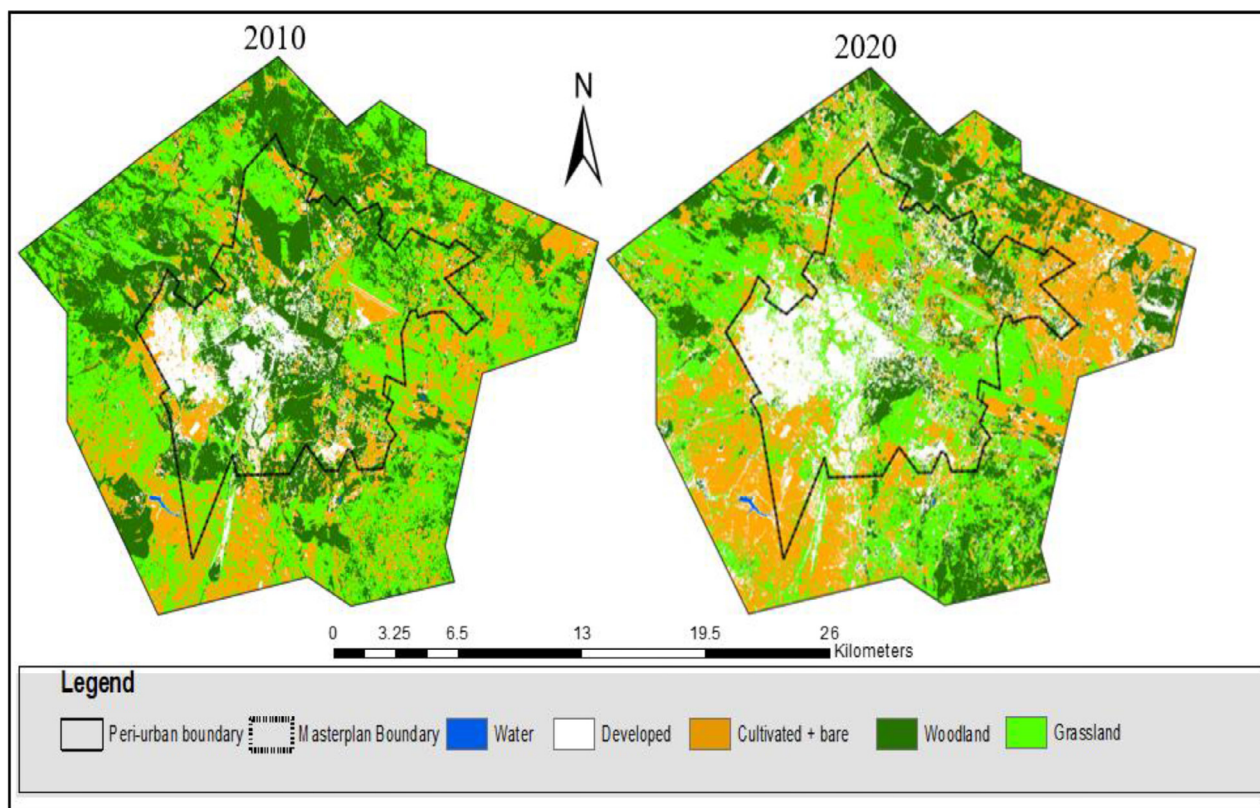 2010
2020
N
0 3.25 6.5 13 19.5 26
Kilometers
Legend
Peri-urban boundary Masterplan Boundary Water Developed Cultivated + bare Woodland Grassland